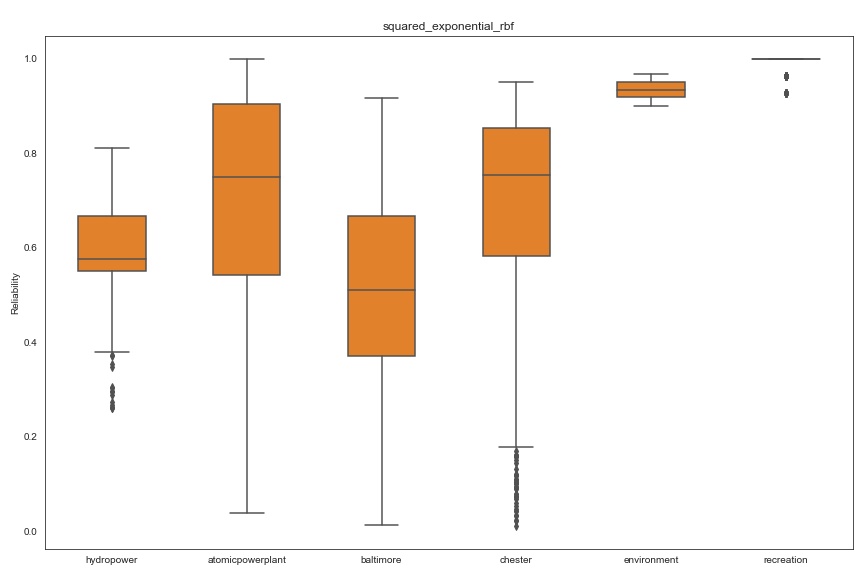 squared_exponential_rbf
Reliability
1.0
0.8
0.6
0.4
0.2
0.0
hydropower atomicpowerplant baltimore chester environment recreation